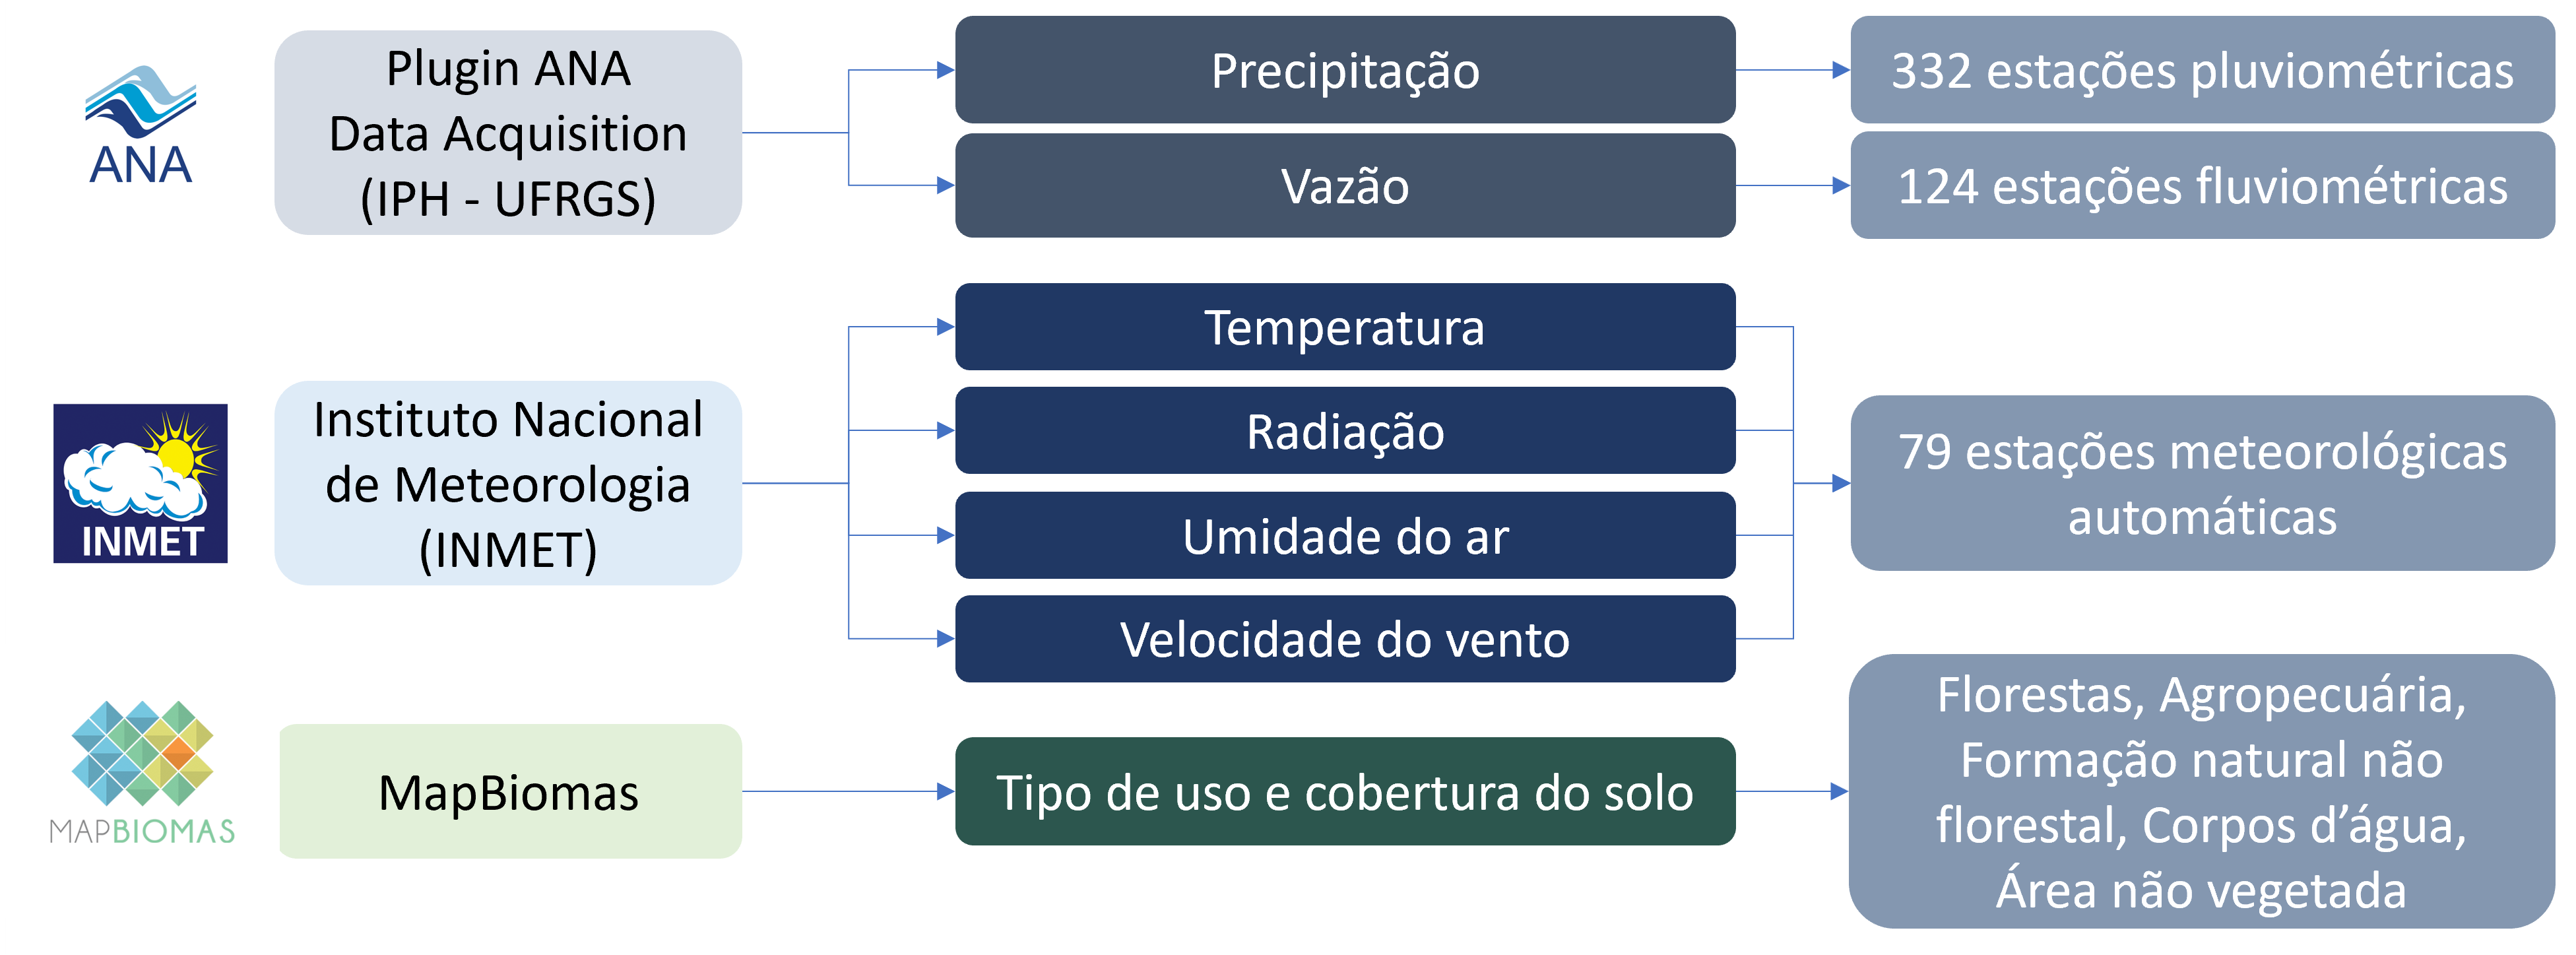 ANA
Plugin ANA
Data Acquisition
(IPH - UFRGS)
Precipitação
332 estações pluviométricas
Vazão
124 estações fluviométricas
INMET
Instituto Nacional
de Meteorologia
(INMET)
Temperatura
Radiação
Umidade do ar
Velocidade do vento
79 estações meteorológicas
automáticas
MAPBIOMAS
MapBiomas
Tipo de uso e cobertura do solo
Florestas, Agropecuária,
Formação natural não
florestal, Corpos d’água,
Área não vegetada